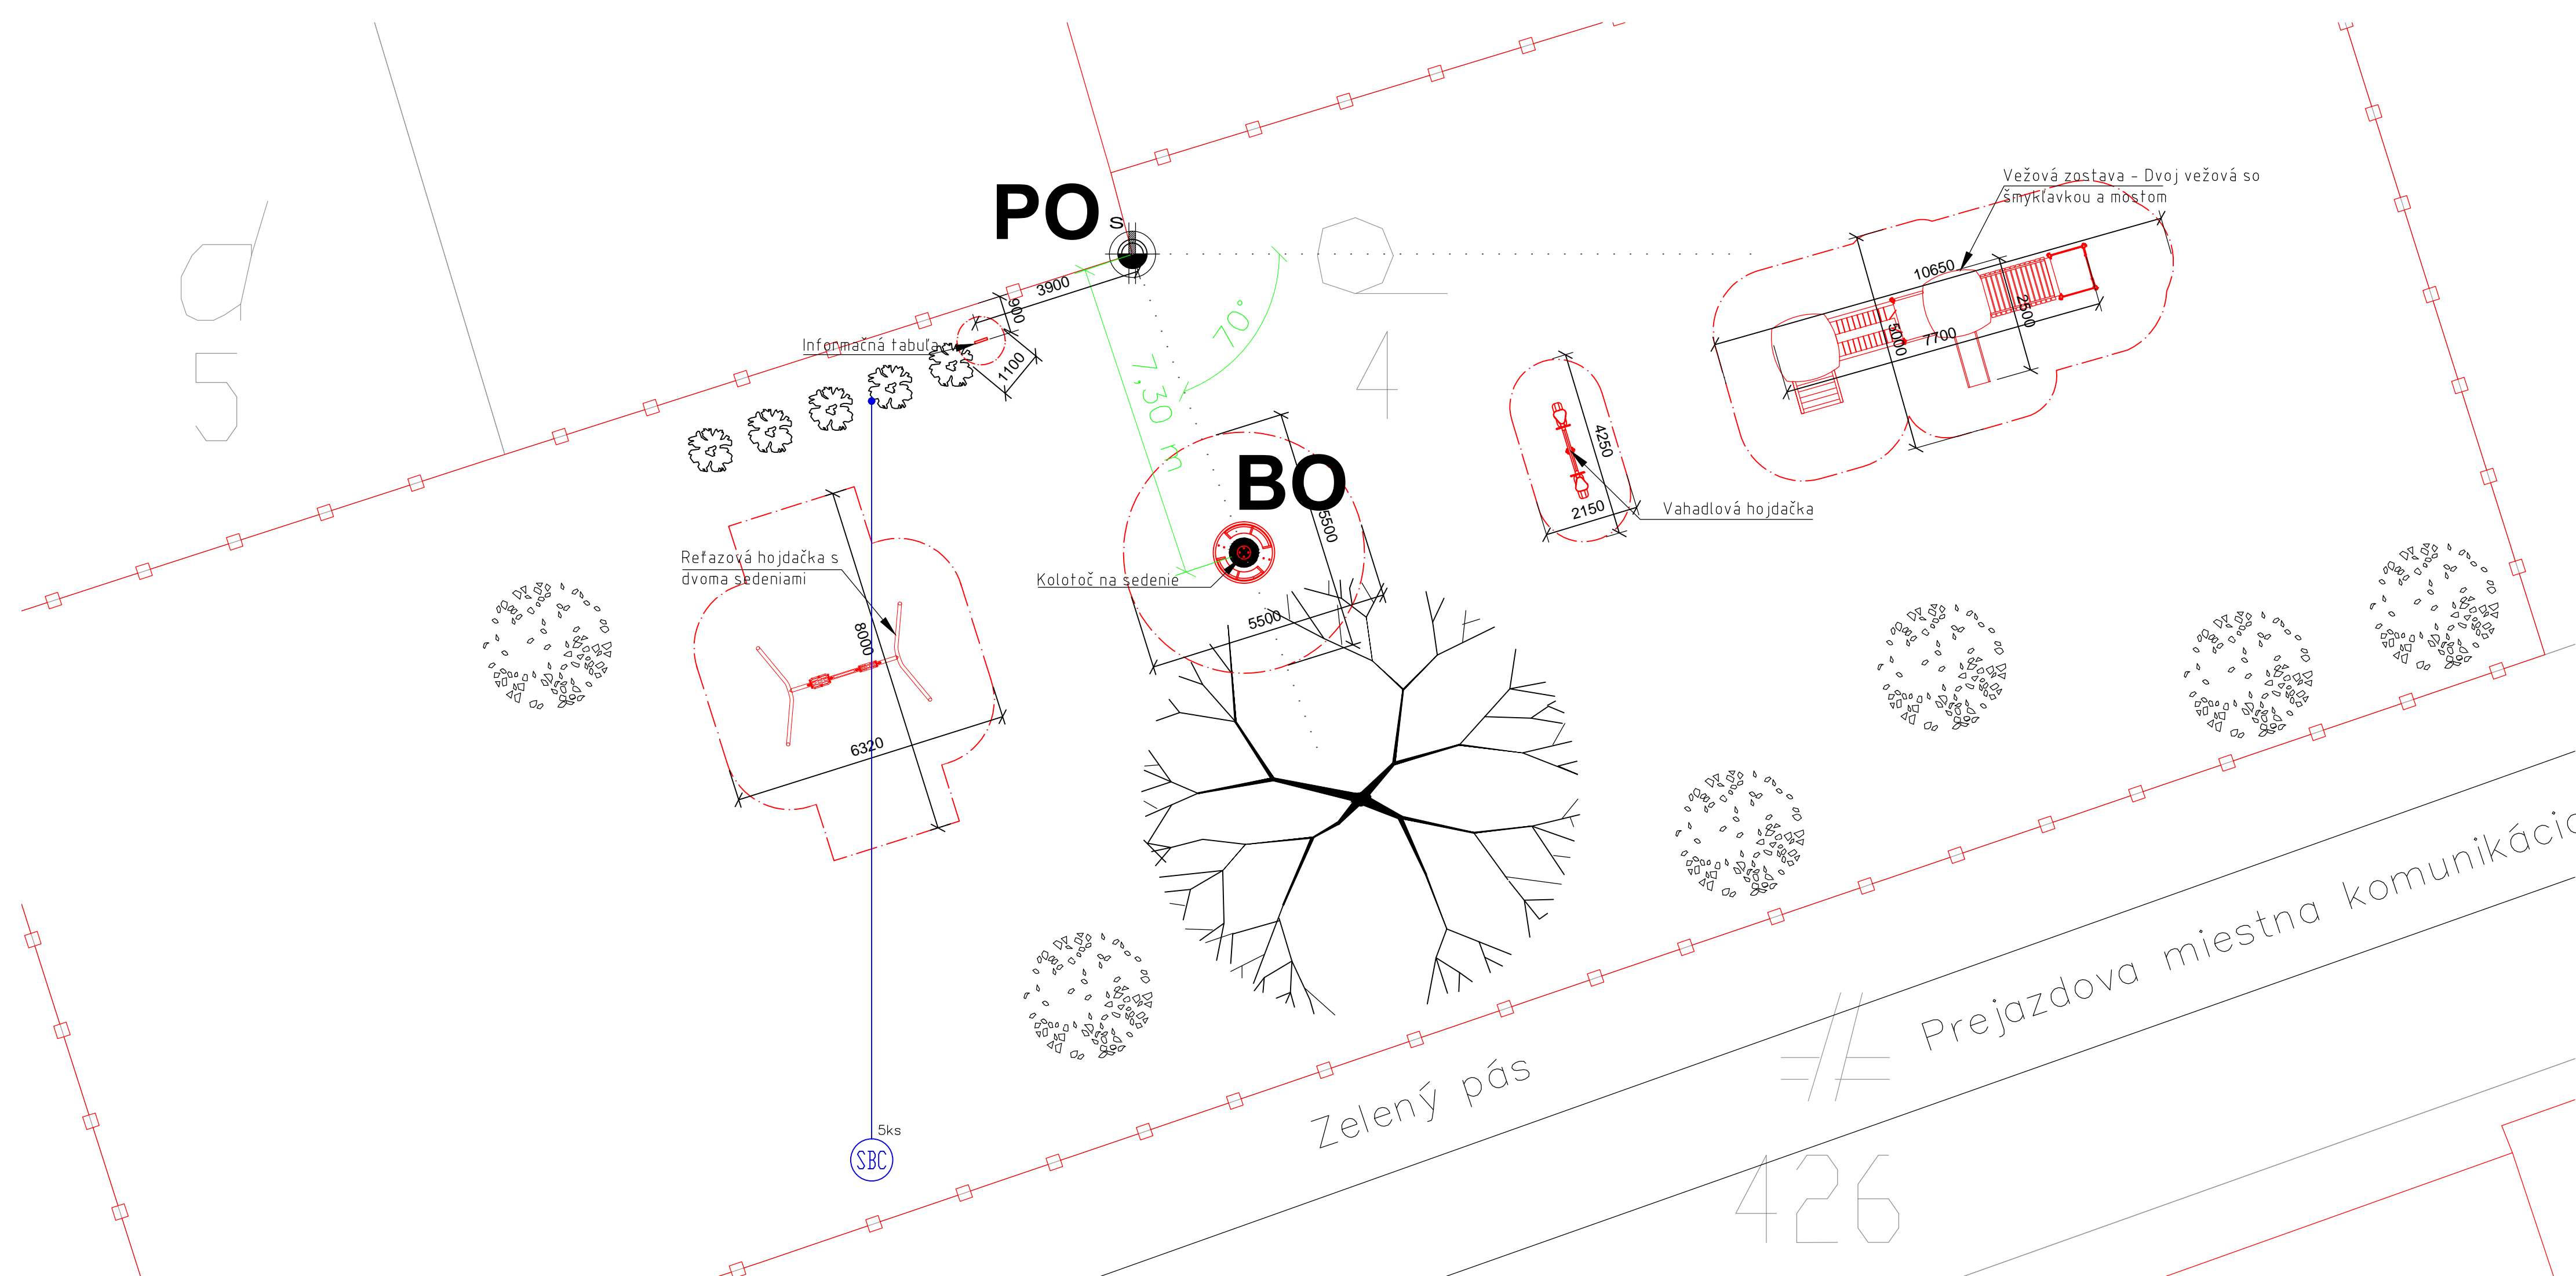 Vežová zostava - Dvoj vežová so
šmykľavkou a mostom
PO
S
10650
3900
900
2500
5000
7700
70°
Informačná tabuľa
1100
7,30 m
4
5
4250
2150
Vahadlová hojdačka
BO
5500
Reťazová hojdačka s
dvoma sedeniami
Kolotoč na sedenie
5500
8000
6320
Prejazdova miestna komunikácia
Zelený pás
5ks
SBC
426